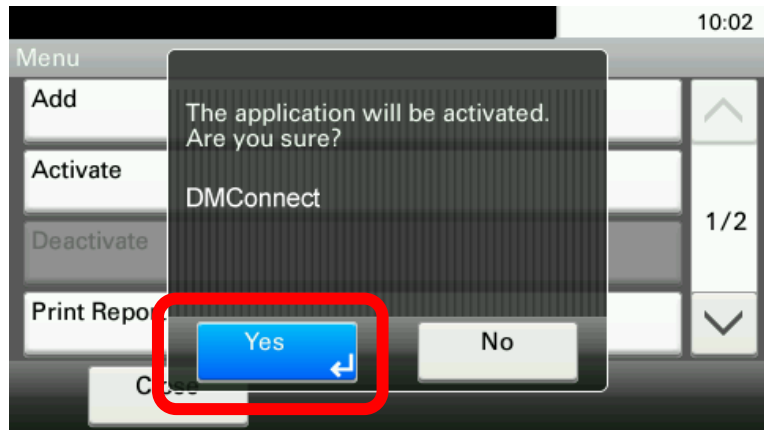 10:02
Menu
Add
The application will be activated.
Are you sure?
Activate
DMConnect
1/2
Deactivate
Print Repor
Yes
No